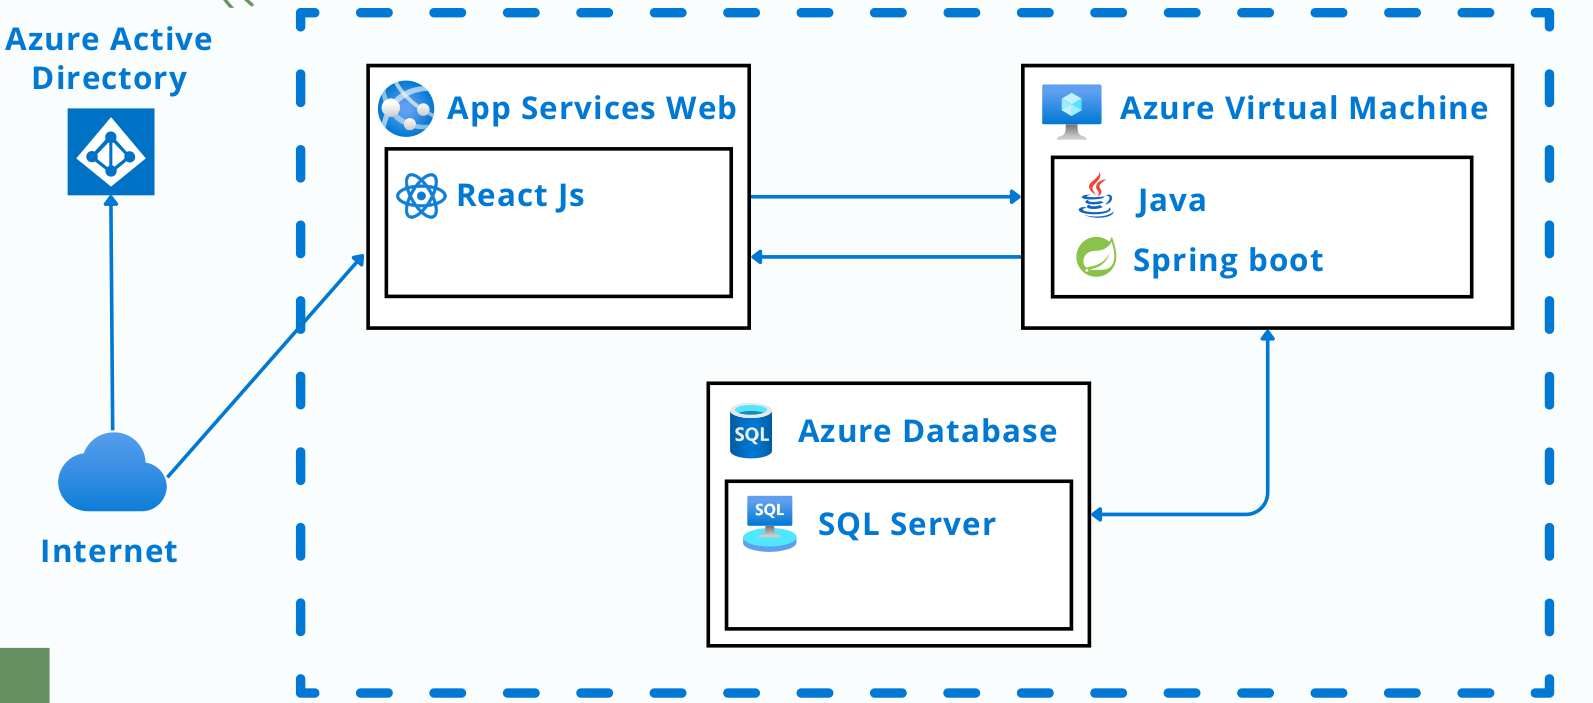 Azure Active
Directory
App Services Web
Azure Virtual Machine
React Js
Java
Spring boot
Azure Database
SQL
SQL Server
SQL
Internet